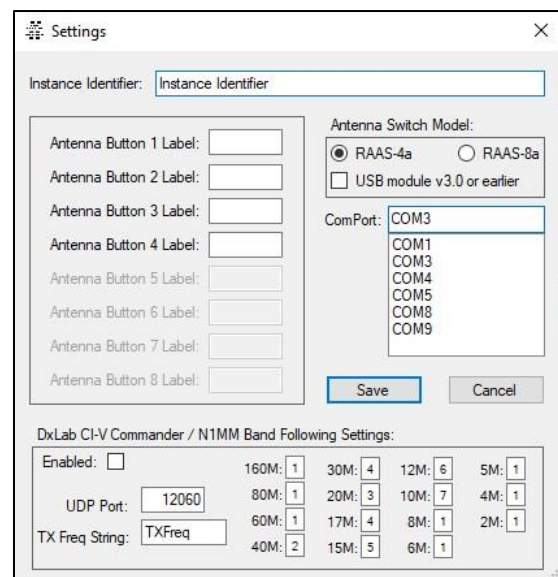 Settings
Instance Identifier: Instance Identifier
Antenna Button 1 Label:
Antenna Button 2 Label:
Antenna Button 3 Label:
Antenna Button 4 Label:
Antenna Button 5 Label:
Antenna Button 6 Label:
Antenna Button 7 Label:
Antenna Button 8 Label:
Antenna Switch Model:
RAAS-4a RAAS-8a
USB module v3.0 or earlier
ComPort: COM3
COM1
COM3
COM4
COM5
COM8
COM9
Save Cancel
DxLab CI-V Commander / N1MM Band Following Settings:
Enabled:
UDP Port: 12060
TX Freq String: TXFreq
160M: 1 30M: 4 12M: 6 5M: 1
80M: 1 20M: 3 10M: 7 4M: 1
60M: 1 17M: 4 8M: 1 2M: 1
40M: 2 15M: 5 6M: 1